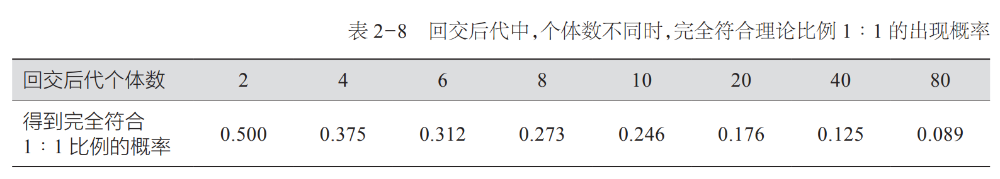 表 2-8 回交后代中,个体数不同时,完全符合理论比例 1∶1 的出现概率
回交后代个体数 2 4 6 8 10 20 40 80
得到完全符合
1∶1 比例的概率 0.500 0.375 0.312 0.273 0.246 0.176 0.125 0.089